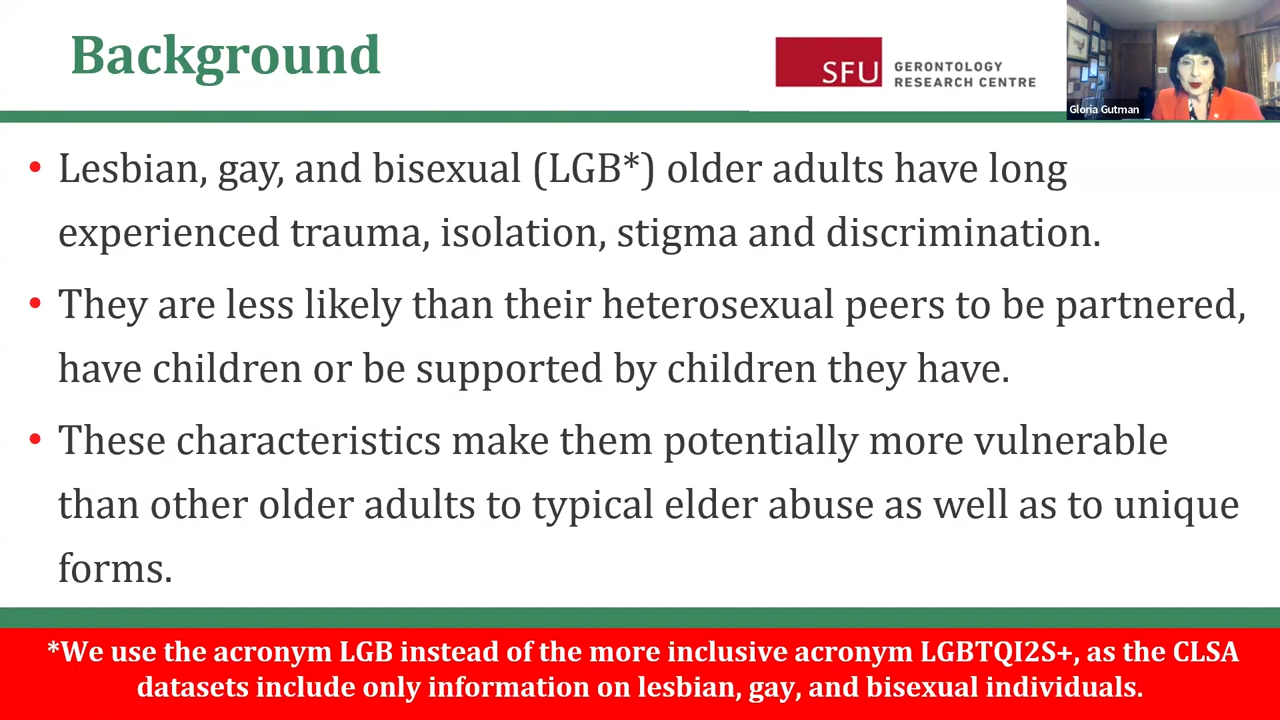 Background
SFU GERONTOLOGY
RESEARCH CENTRE
Gloria Gutman
• Lesbian, gay, and bisexual (LGB*) older adults have long
experienced trauma, isolation, stigma and discrimination.
• They are less likely than their heterosexual peers to be partnered,
have children or be supported by children they have.
• These characteristics make them potentially more vulnerable
than other older adults to typical elder abuse as well as to unique
forms.
*We use the acronym LGB instead of the more inclusive acronym LGBTQI2S+, as the CLSA
datasets include only information on lesbian, gay, and bisexual individuals.